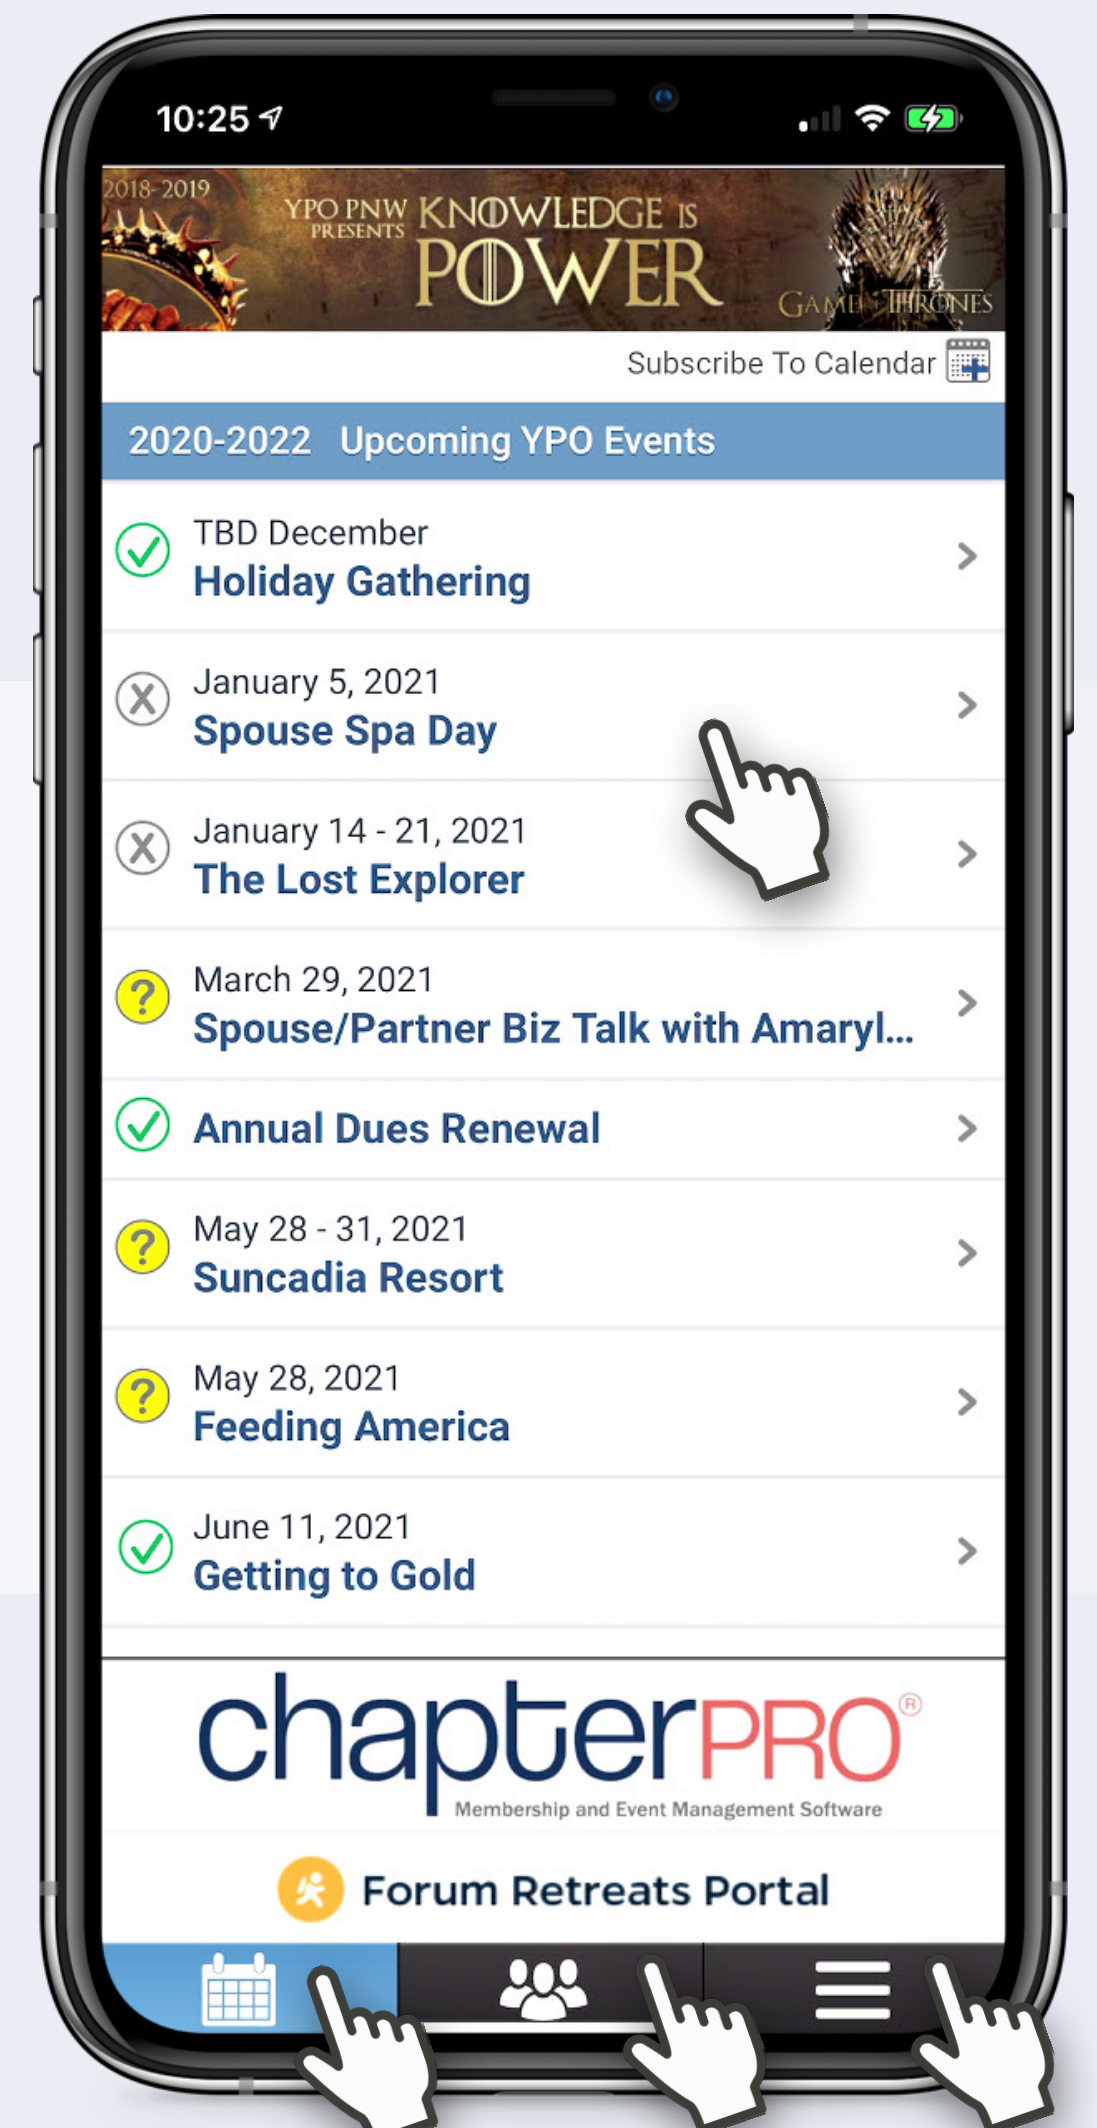 10:25
2018-2019
YPO PNW
PRESENTS
KNOWLEDGE IS
POWER
GAME OF THRONES
Subscribe To Calendar
2020-2022 Upcoming YPO Events
TBD December
Holiday Gathering
January 5, 2021
Spouse Spa Day
January 14 - 21, 2021
The Lost Explorer
March 29, 2021
Spouse/Partner Biz Talk with Amaryl...
Annual Dues Renewal
May 28 - 31, 2021
Suncadia Resort
May 28, 2021
Feeding America
June 11, 2021
Getting to Gold
chapterPRO®
Membership and Event Management Software
Forum Retreats Portal